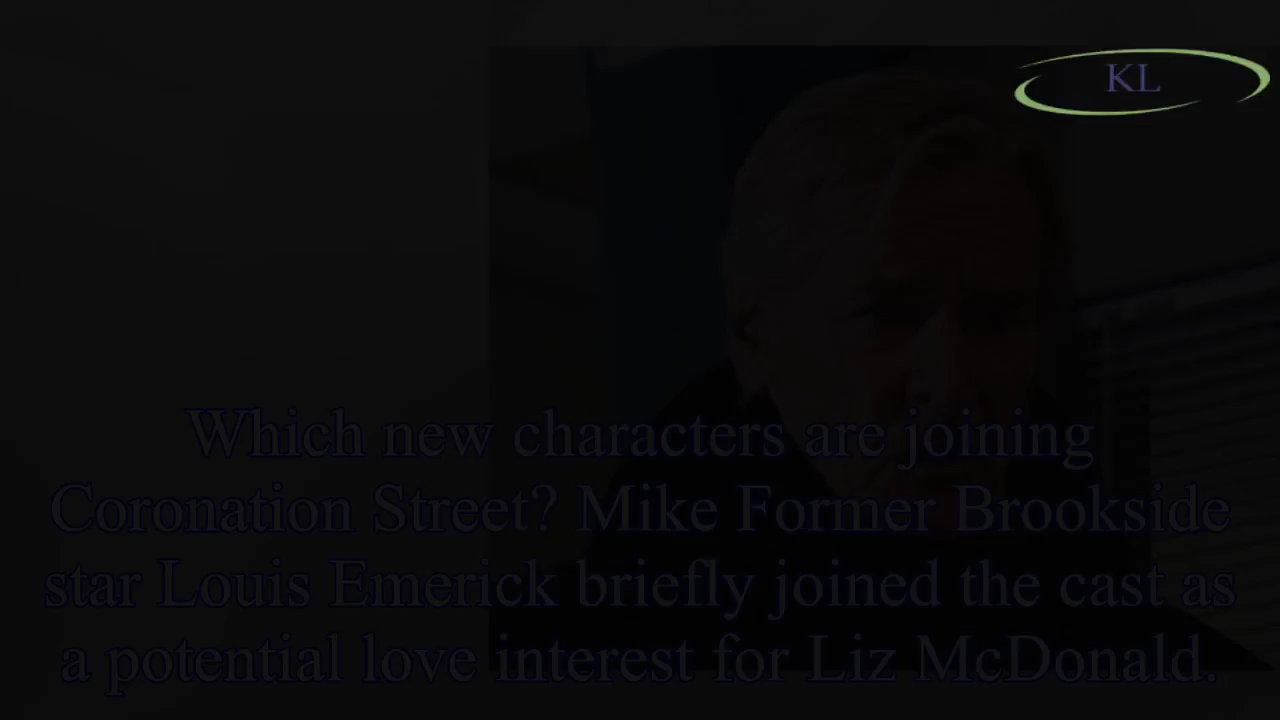 KL
Which new characters are joining
Coronation Street? Mike Former Brookside
star Louis Emerick briefly joined the cast as
a potential love interest for Liz McDonald.